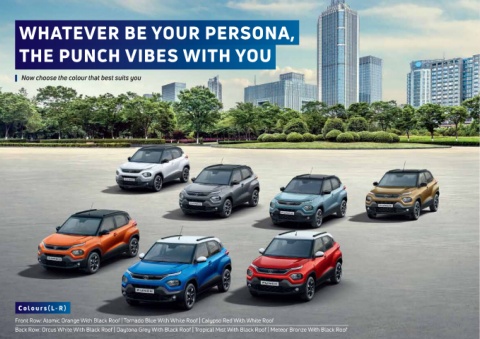 WHATEVER BE YOUR PERSONA,
THE PUNCH VIBES WITH YOU
Now choose the colour that best suits you
Colours(L-R)
Front Row: Atomic Orange With Black Roof | Tornado Blue With White Roof | Calypso Red With White Roof
Back Row: Orcus White With Black Roof | Daytona Grey With Black Roof | Tropical Mist With Black Roof | Meteor Bronze With Black Roof